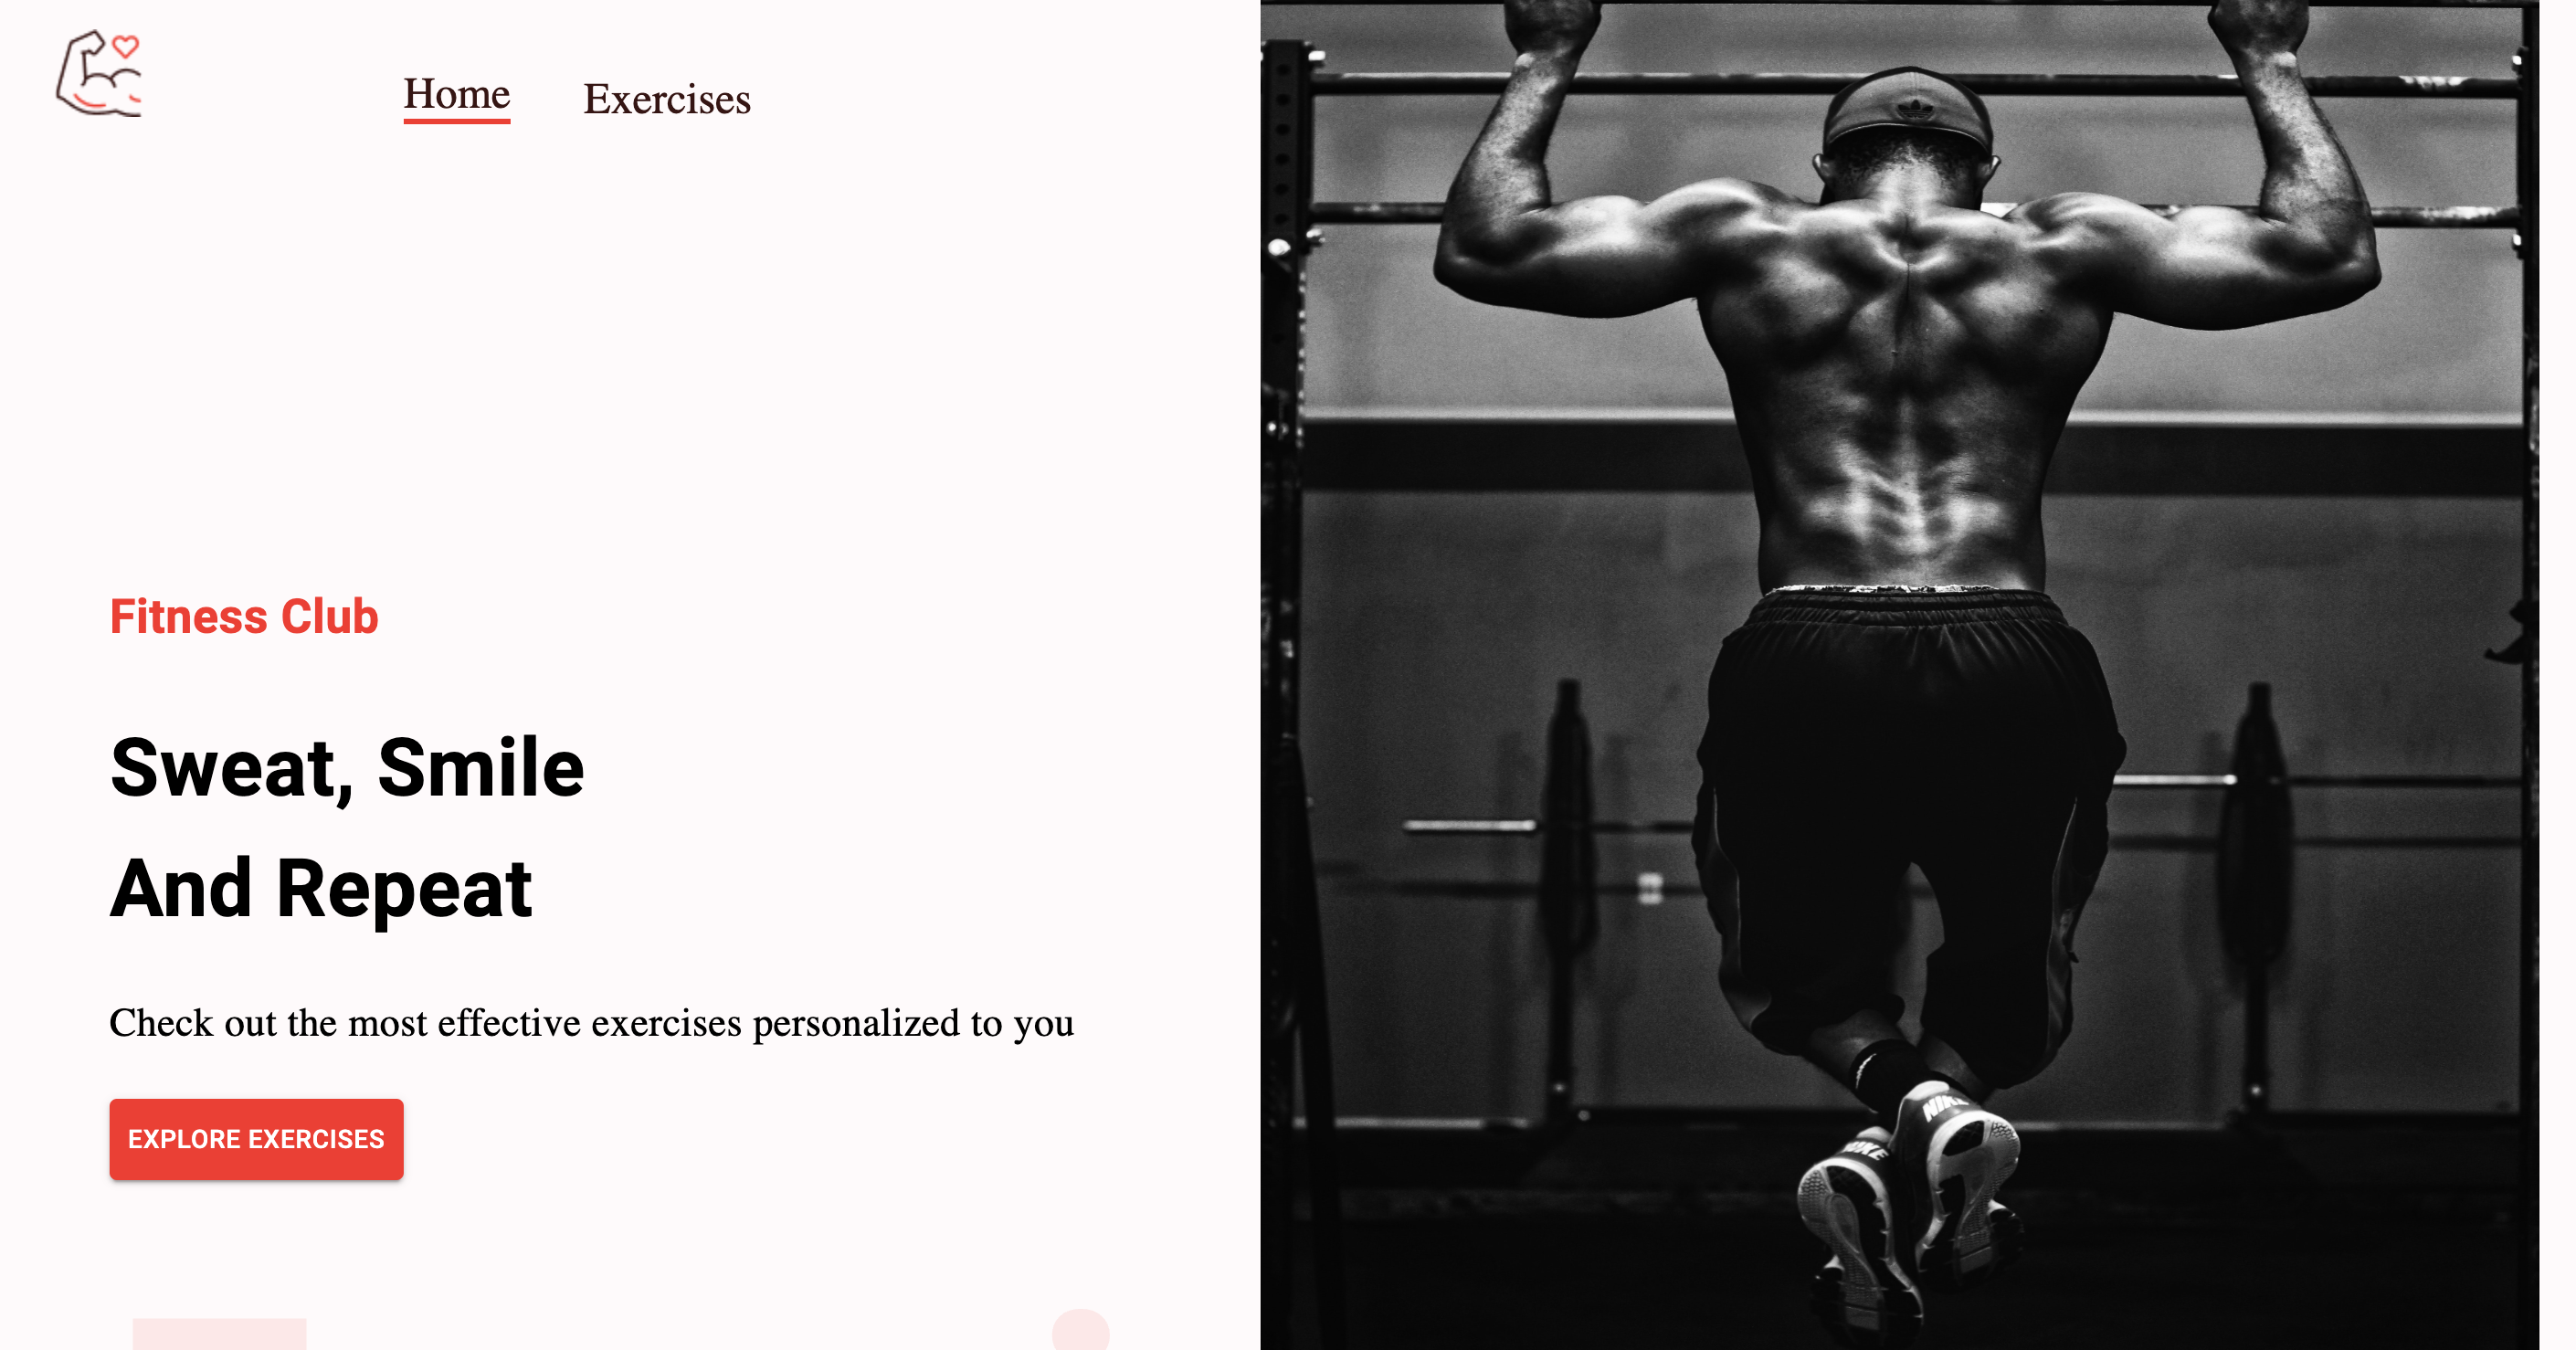 Home
Exercises
Fitness Club
Sweat, Smile
And Repeat
Check out the most effective exercises personalized to you
EXPLORE EXERCISES
NIKE